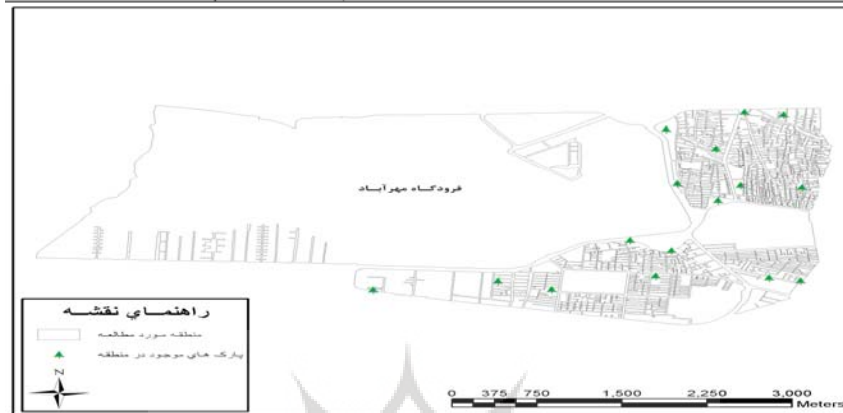 فرودگاه مهرآباد
راهنمای نقشه
منطقه مورد مطالعه
پارک های موجود در منطقه
N
0 375 750 1,500 2,250 3,000
Meters